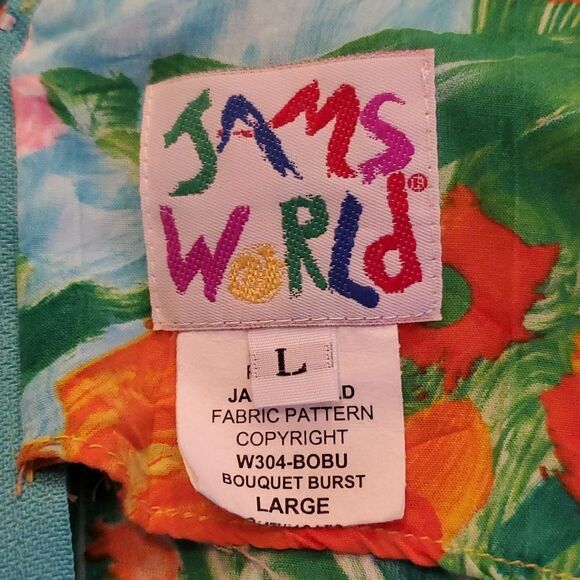 JAMS
WORLd®
L
FABRIC PATTERN
COPYRIGHT
W304-BOBU
BOUQUET BURST
LARGE